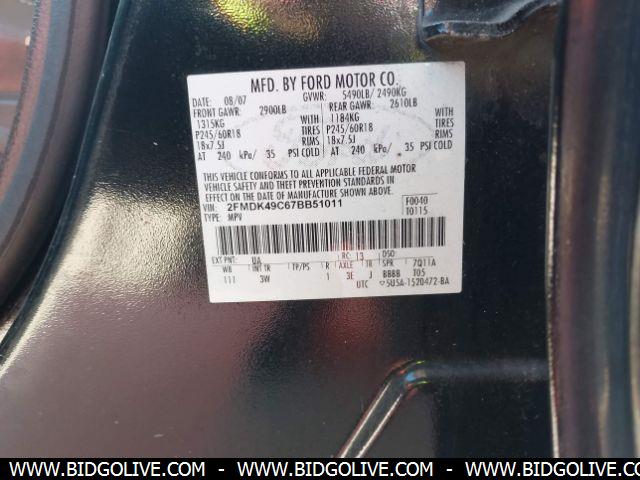 MFD. BY FORD MOTOR CO.
DATE: 08/07 GVWR: 5490LB/ 2490KG
FRONT GAWR: 2900LB REAR GAWR: 2610LB
1315KG WITH 1184KG WITH
P245/60R18 TIRES P245/60R18 TIRES
18x7.5J RIMS 18x7.5J RIMS
AT 240 kPa/ 35 PSI COLD AT 240 kPa/ 35 PSI COLD
THIS VEHICLE CONFORMS TO ALL APPLICABLE FEDERAL MOTOR
VEHICLE SAFETY AND THEFT PREVENTION STANDARDS IN
EFFECT ON THE DATE OF MANUFACTURE SHOWN ABOVE.
VIN: 2FMDK49C67BB51011 F0040
TYPE: MPV T0115
EXT PNT: UA RC: 13 DSO:
WB INT TR TP/PS R AXLE TR SPR 7Q11A
111 3W 1 3E J BBBB T05
UTC ▽5U5A-1520472-BA
WWW.BIDGOLIVE.COM - WWW.BIDGOLIVE.COM - WWW.BIDGOLIVE.COM